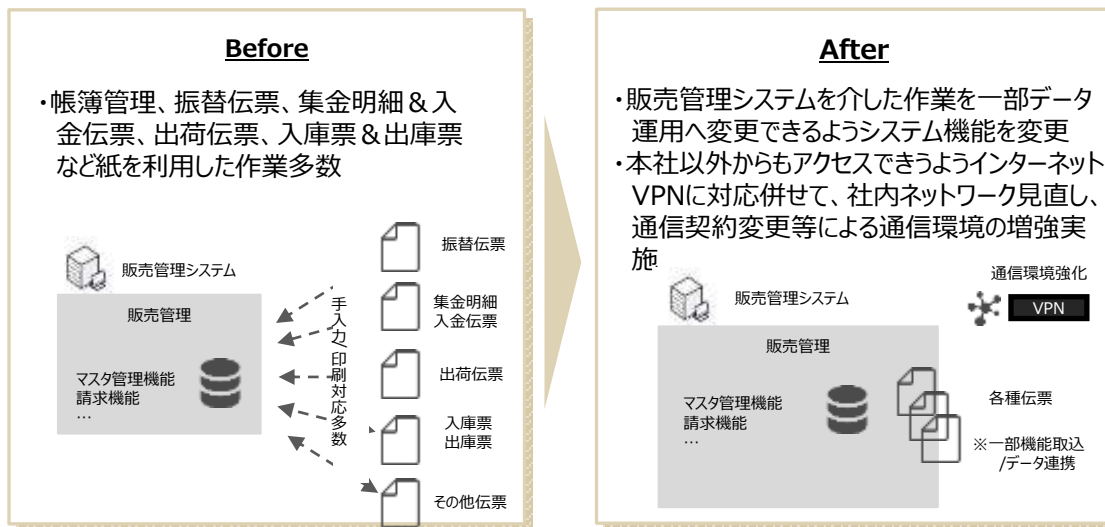 Before
・帳簿管理、振替伝票、集金明細＆入
金伝票、出荷伝票、入庫票＆出庫票
など紙を利用した作業多数
販売管理システム
販売管理
マスタ管理機能
請求機能
…
手入力/印刷対応多数
振替伝票
集金明細
入金伝票
出荷伝票
入庫票
出庫票
その他伝票
After
・販売管理システムを介した作業を一部データ
運用へ変更できるようシステム機能を変更
・本社以外からもアクセスできうようインターネット
VPNに対応併せて、社内ネットワーク見直し、
通信契約変更等による通信環境の増強実
施
通信環境強化
VPN
販売管理システム
販売管理
マスタ管理機能
請求機能
…
各種伝票
※一部機能取込
/データ連携